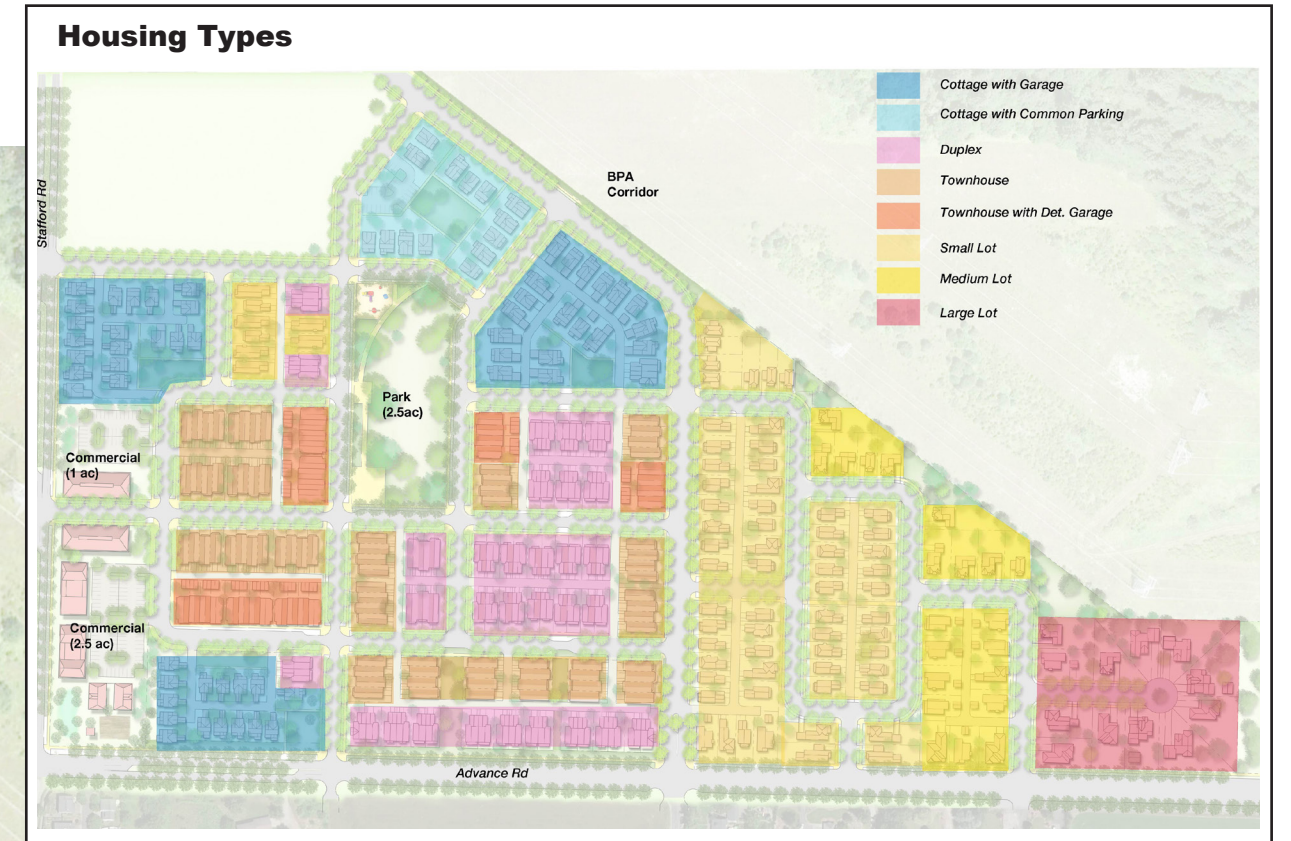 Housing Types
Cottage with Garage
Cottage with Common Parking
Duplex
Townhouse
Townhouse with Det. Garage
Small Lot
Medium Lot
Large Lot
BPA
Corridor
Stafford Rd
Park
(2.5ac)
Commercial
(1 ac)
Commercial
(2.5 ac)
Advance Rd